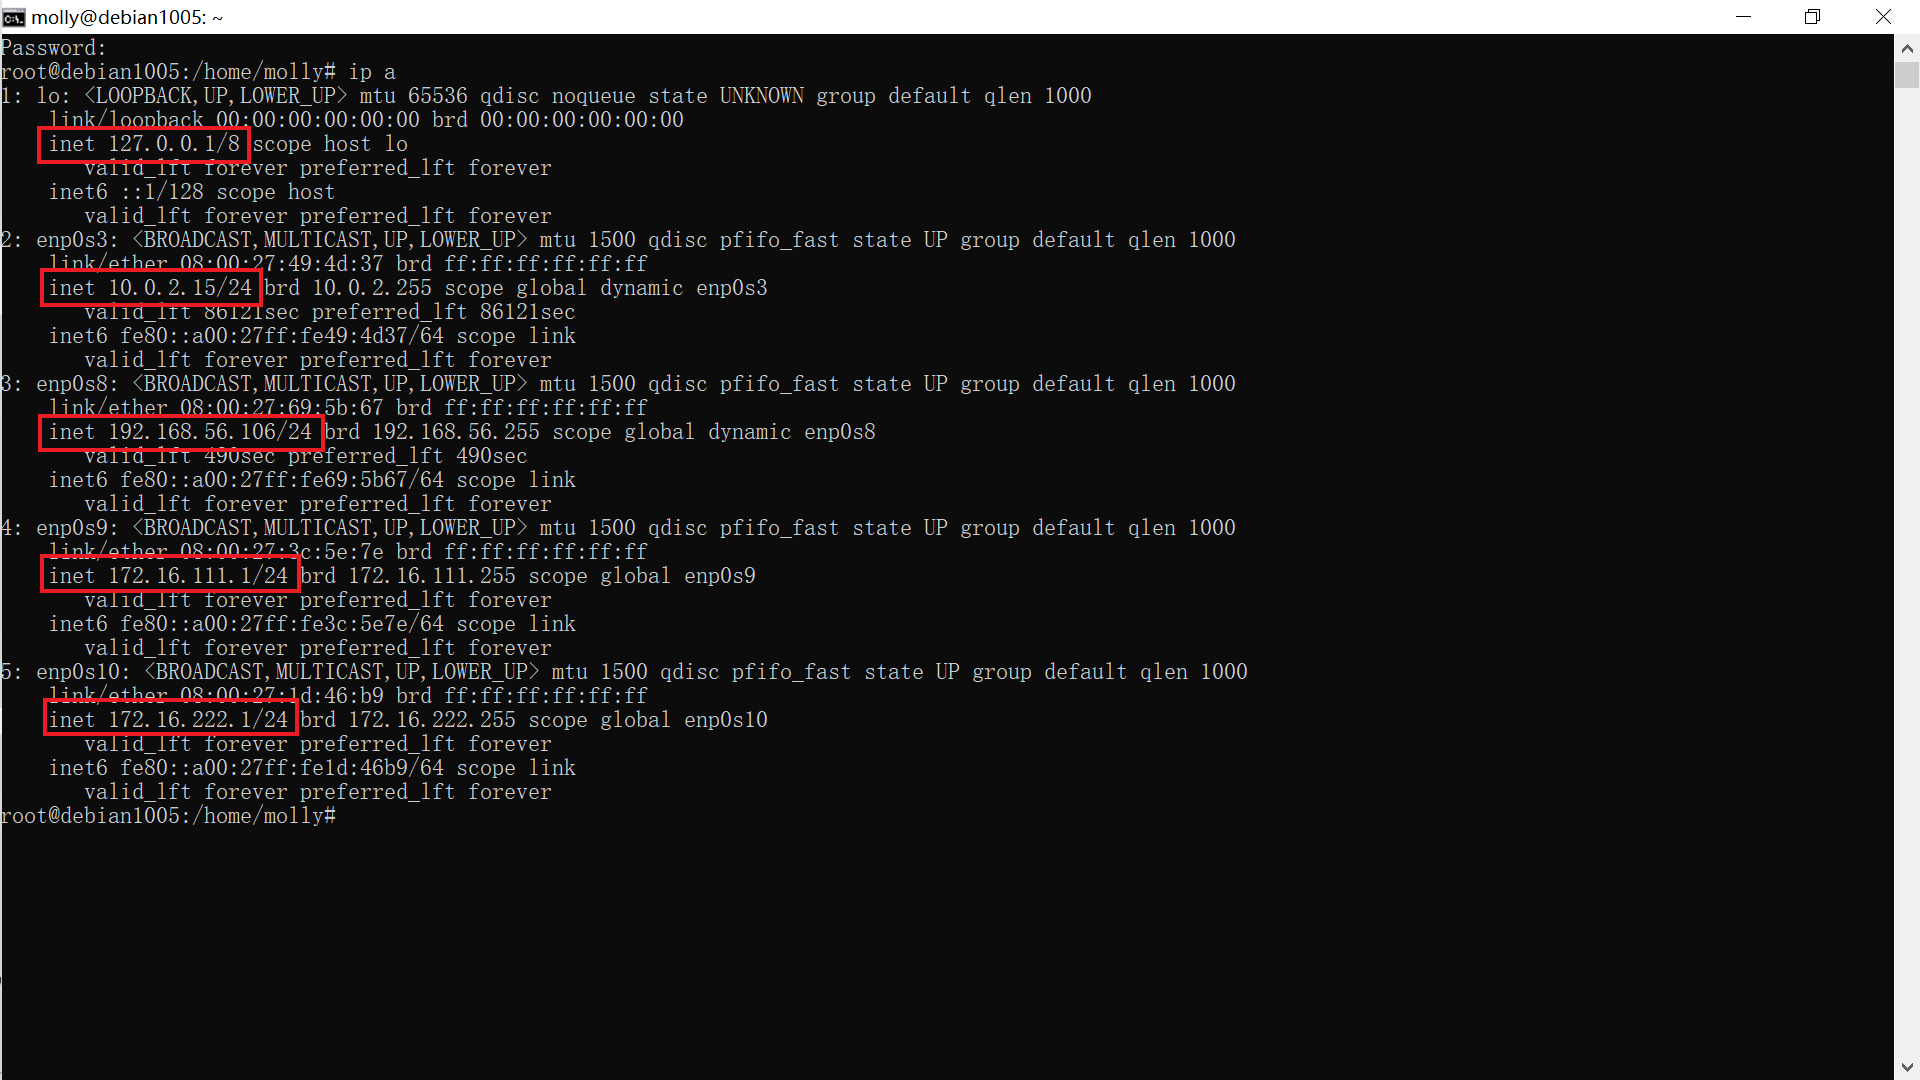 molly@debian1005: ~
Password:
root@debian1005:/home/molly# ip a
1: lo: <LOOPBACK,UP,LOWER_UP> mtu 65536 qdisc noqueue state UNKNOWN group default qlen 1000
link/loopback 00:00:00:00:00:00 brd 00:00:00:00:00:00
inet 127.0.0.1/8 scope host lo
valid_lft forever preferred_lft forever
inet6 ::1/128 scope host
valid_lft forever preferred_lft forever
2: enp0s3: <BROADCAST,MULTICAST,UP,LOWER_UP> mtu 1500 qdisc pfifo_fast state UP group default qlen 1000
link/ether 08:00:27:49:4d:37 brd ff:ff:ff:ff:ff:ff
inet 10.0.2.15/24 brd 10.0.2.255 scope global dynamic enp0s3
valid_lft 86121sec preferred_lft 86121sec
inet6 fe80::a00:27ff:fe49:4d37/64 scope link
valid_lft forever preferred_lft forever
3: enp0s8: <BROADCAST,MULTICAST,UP,LOWER_UP> mtu 1500 qdisc pfifo_fast state UP group default qlen 1000
link/ether 08:00:27:69:5b:67 brd ff:ff:ff:ff:ff:ff
inet 192.168.56.106/24 brd 192.168.56.255 scope global dynamic enp0s8
valid_lft 490sec preferred_lft 490sec
inet6 fe80::a00:27ff:fe69:5b67/64 scope link
valid_lft forever preferred_lft forever
4: enp0s9: <BROADCAST,MULTICAST,UP,LOWER_UP> mtu 1500 qdisc pfifo_fast state UP group default qlen 1000
link/ether 08:00:27:3c:5e:7e brd ff:ff:ff:ff:ff:ff
inet 172.16.111.1/24 brd 172.16.111.255 scope global enp0s9
valid_lft forever preferred_lft forever
inet6 fe80::a00:27ff:fe3c:5e7e/64 scope link
valid_lft forever preferred_lft forever
5: enp0s10: <BROADCAST,MULTICAST,UP,LOWER_UP> mtu 1500 qdisc pfifo_fast state UP group default qlen 1000
link/ether 08:00:27:1d:46:b9 brd ff:ff:ff:ff:ff:ff
inet 172.16.222.1/24 brd 172.16.222.255 scope global enp0s10
valid_lft forever preferred_lft forever
inet6 fe80::a00:27ff:fe1d:46b9/64 scope link
valid_lft forever preferred_lft forever
root@debian1005:/home/molly#